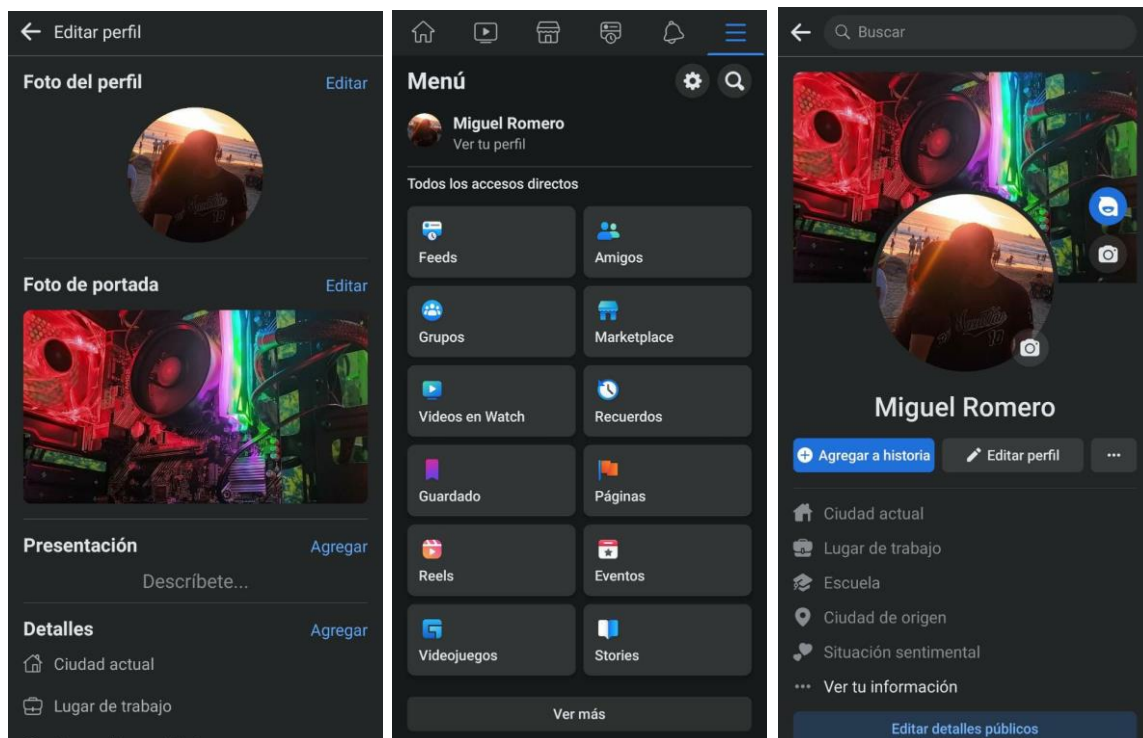 Editar perfil
Foto del perfil Editar
Foto de portada Editar
Presentación Agregar
Descríbete...
Detalles Agregar
Ciudad actual
Lugar de trabajo
Menú
Miguel Romero
Ver tu perfil
Todos los accesos directos
Feeds Amigos
Grupos Marketplace
Videos en Watch Recuerdos
Guardado Páginas
Reels Eventos
Videojuegos Stories
Ver más
Buscar
Miguel Romero
Agregar a historia Editar perfil
Ciudad actual
Lugar de trabajo
Escuela
Ciudad de origen
Situación sentimental
Ver tu información
Editar detalles públicos